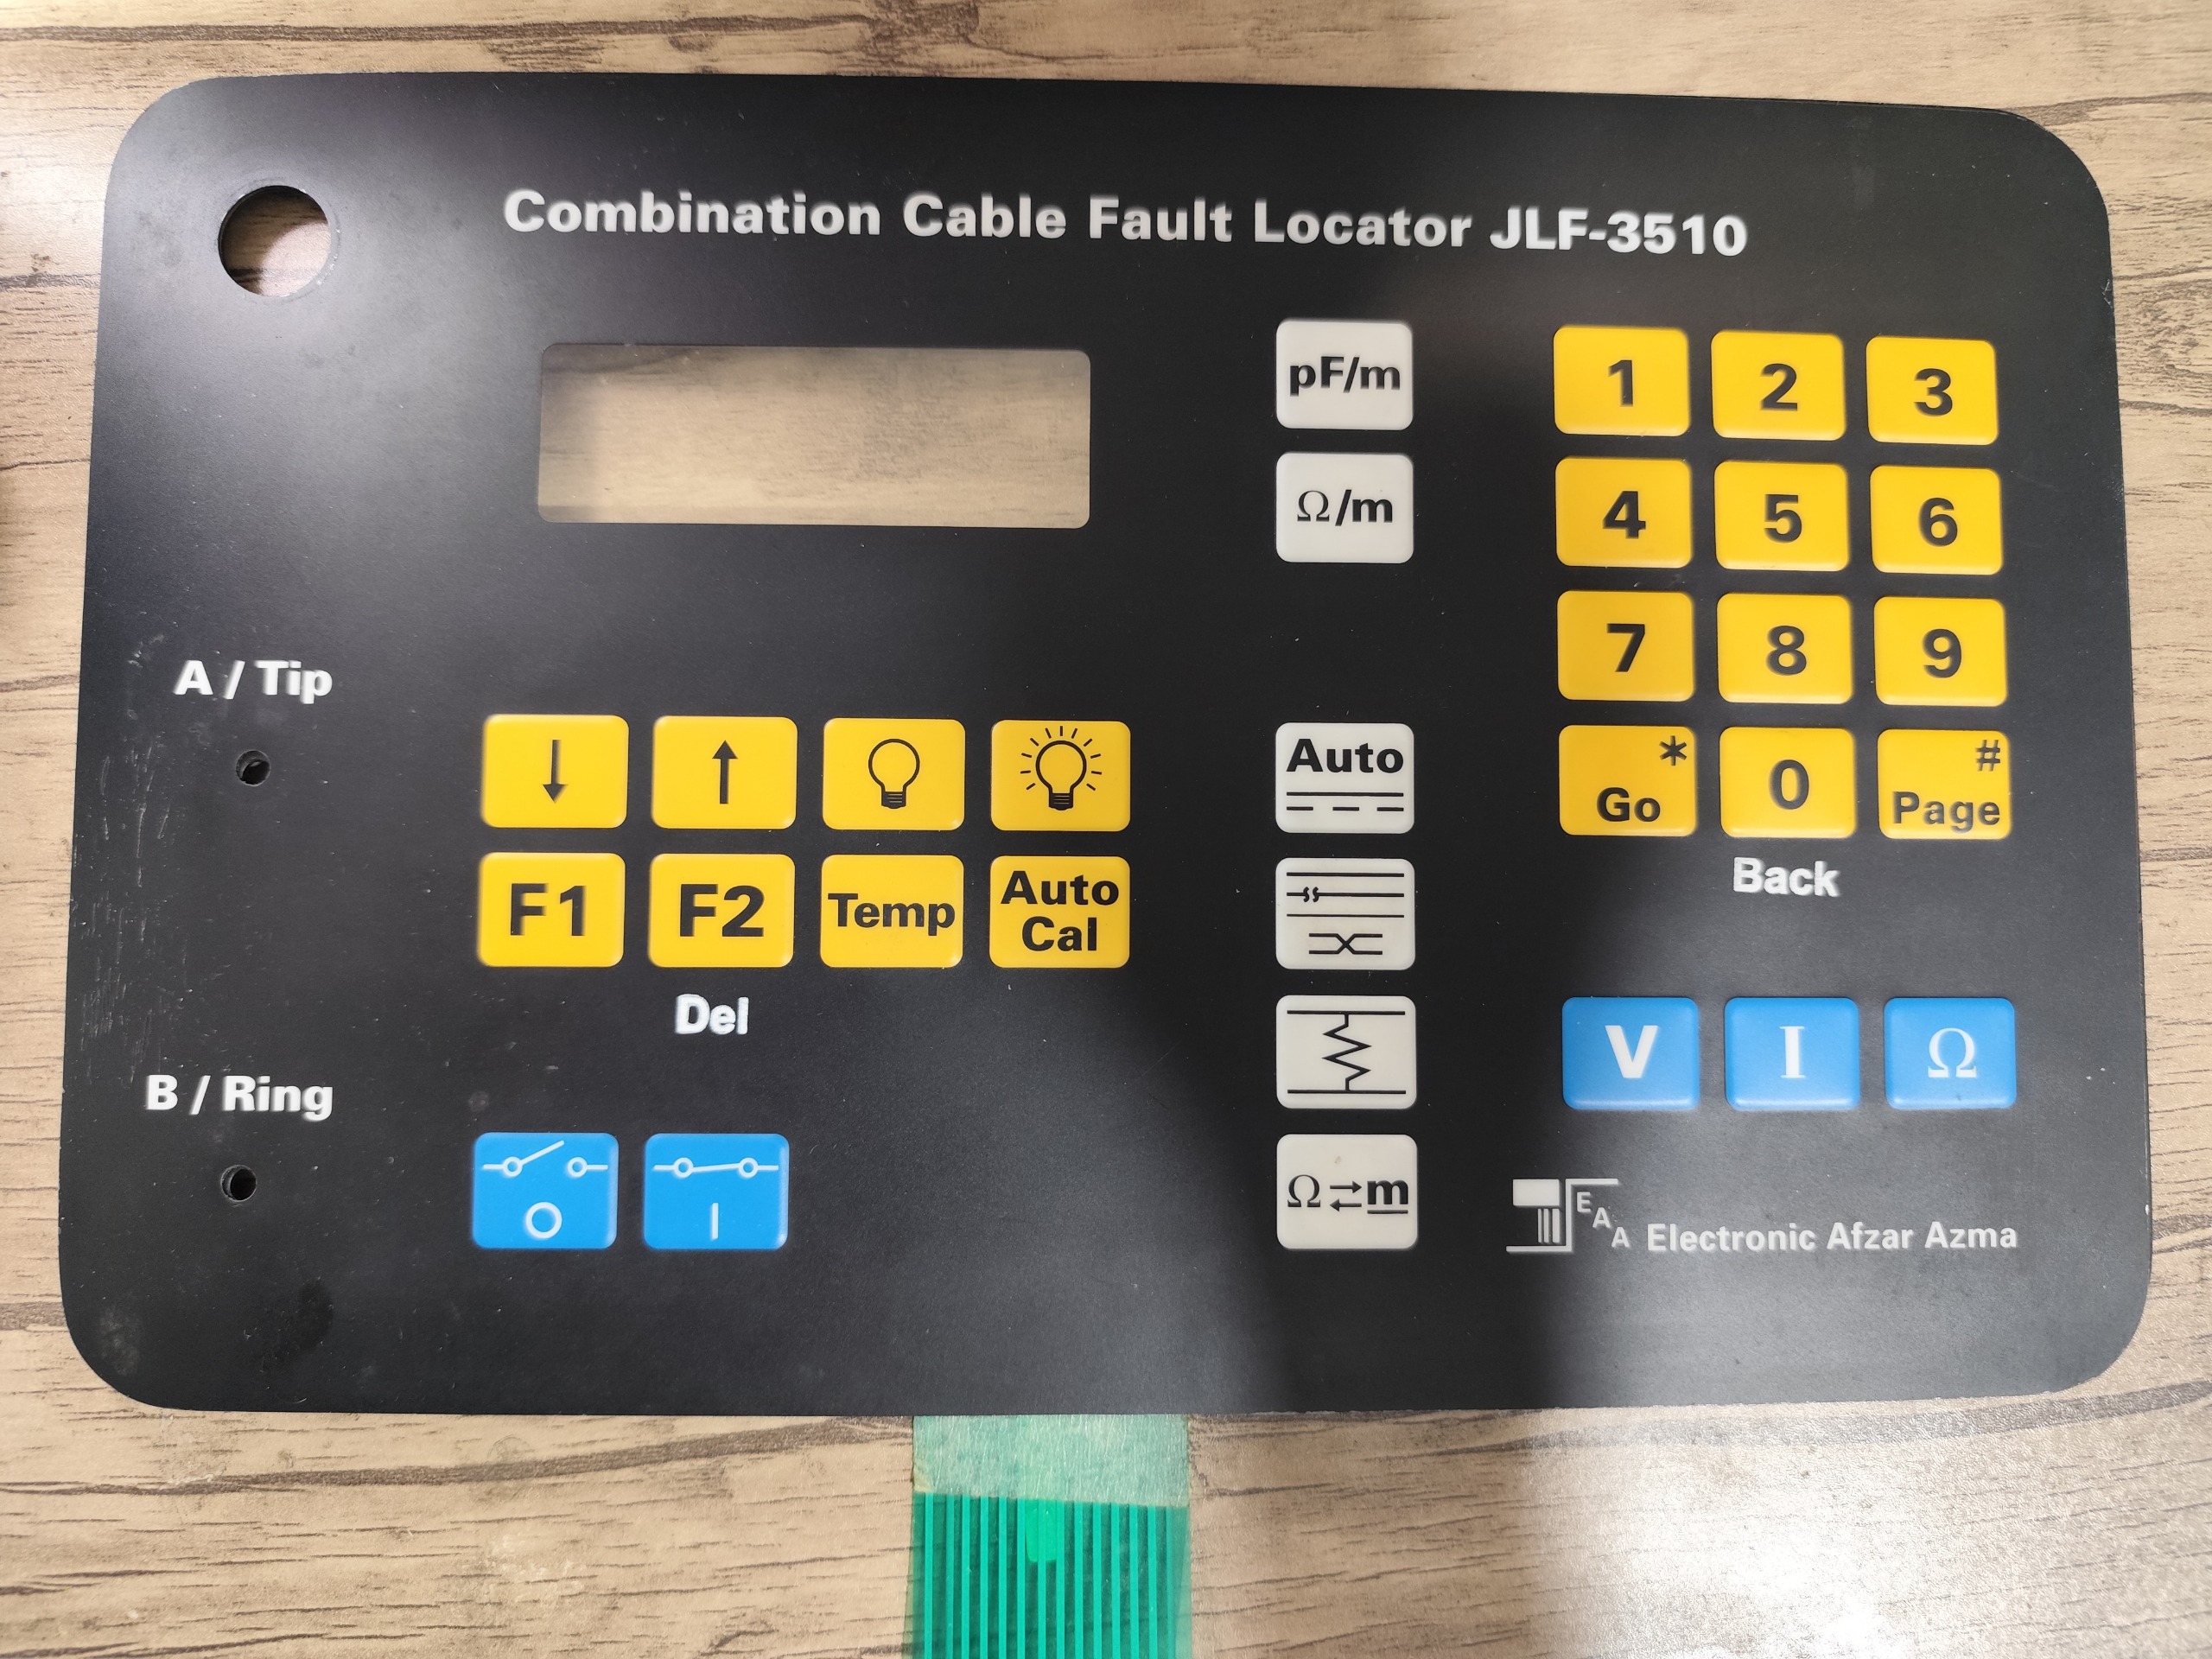 Combination Cable Fault Locator JLF-3510
pF/m
1 2 3
Ω/m
4 5 6
7 8 9
A / Tip
↓ ↑
Auto
Go * 0 # Page
Back
F1 F2 Temp Auto Cal
Del
V I Ω
B / Ring
O I
Ω⇄m
EAA Electronic Afzar Azma